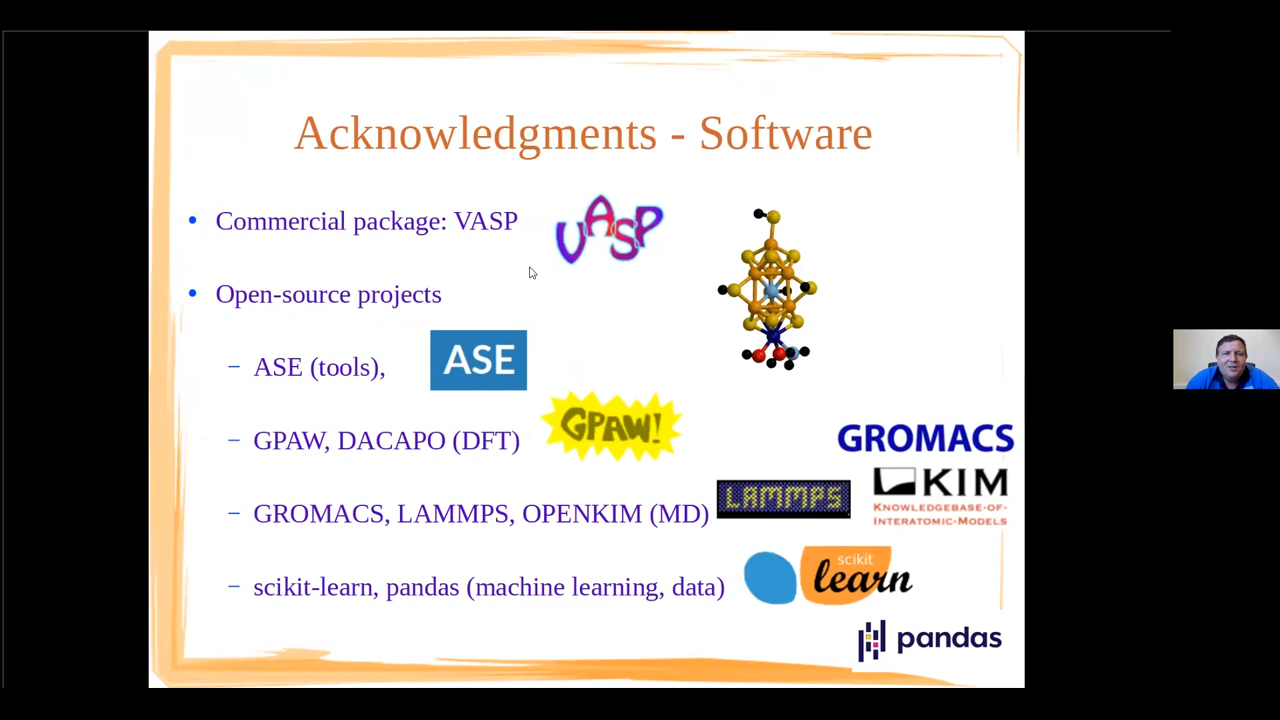 Acknowledgments - Software
• Commercial package: VASP
VASP
• Open-source projects
– ASE (tools),
ASE
– GPAW, DACAPO (DFT)
GPAW!
GROMACS
– GROMACS, LAMMPS, OPENKIM (MD)
LAMMPS
KIM
KNOWLEDGEBASE·OF·
INTERATOMIC·MODELS
– scikit-learn, pandas (machine learning, data)
scikit
learn
pandas